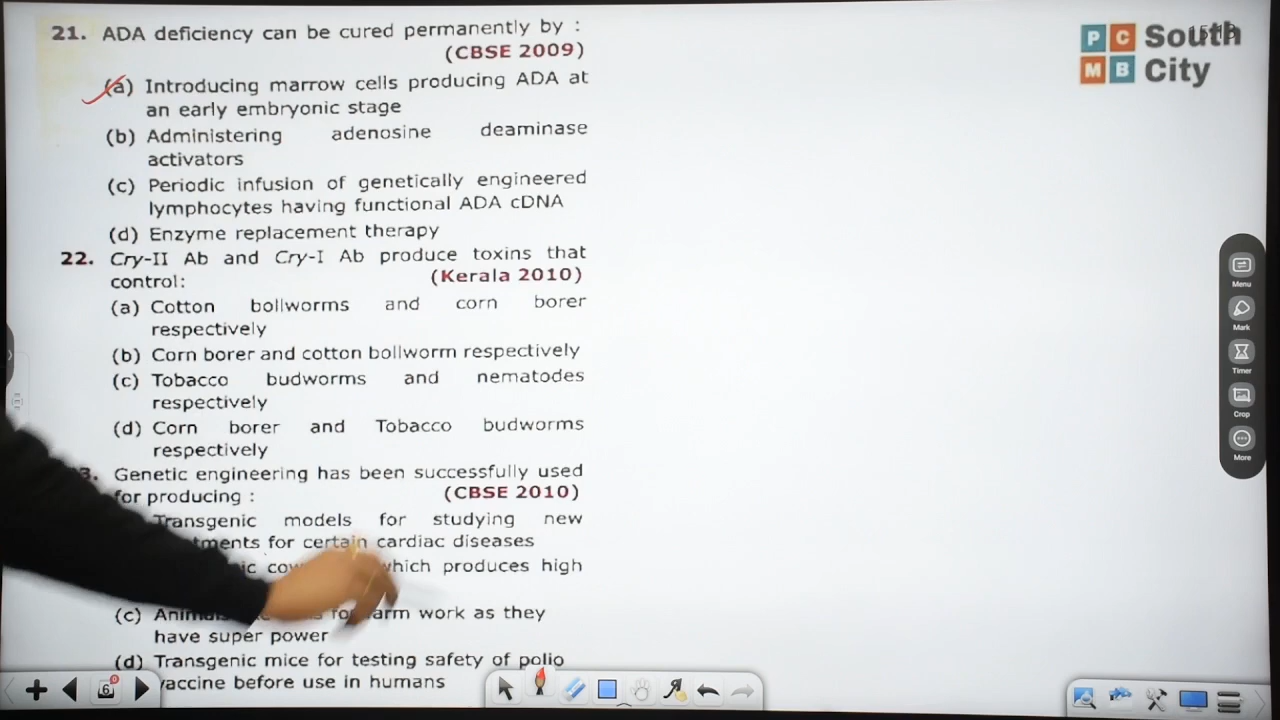 21. ADA deficiency can be cured permanently by :
(CBSE 2009)
(a) Introducing marrow cells producing ADA at
an early embryonic stage
(b) Administering adenosine deaminase
activators
(c) Periodic infusion of genetically engineered
lymphocytes having functional ADA cDNA
(d) Enzyme replacement therapy
22. Cry-II Ab and Cry-I Ab produce toxins that
control: (Kerala 2010)
(a) Cotton bollworms and corn borer
respectively
(b) Corn borer and cotton bollworm respectively
(c) Tobacco budworms and nematodes
respectively
(d) Corn borer and Tobacco budworms
respectively
Genetic engineering has been successfully used
for producing : (CBSE 2010)
Transgenic models for studying new
for certain cardiac diseases
which produces high
(c) farm work as they
have super power
(d) Transgenic mice for testing safety of polio
vaccine before use in humans
P C M B South City
Menu
Mark
Timer
Crop
More
6